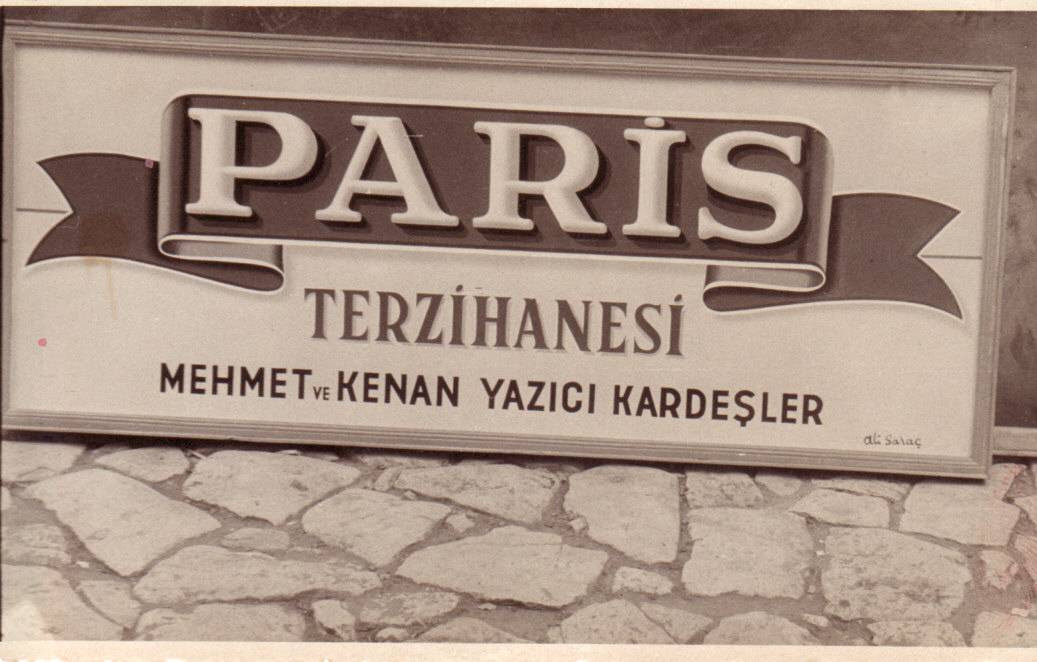 PARİS
TERZİHANESİ
MEHMET VE KENAN YAZICI KARDEŞLER
Ali Saraç